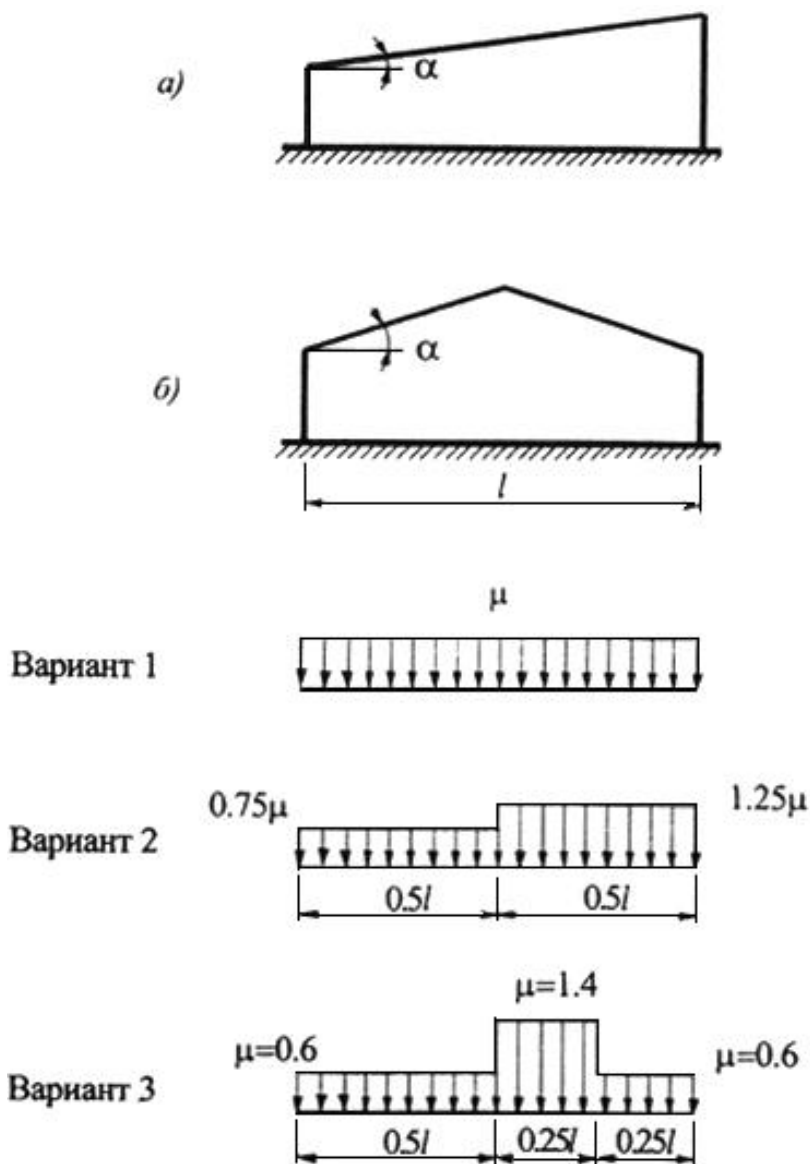 а)
α
б)
α
l
μ
Вариант 1
0.75μ 1.25μ
Вариант 2
0.5l 0.5l
μ=1.4
μ=0.6 μ=0.6
Вариант 3
0.5l 0.25l 0.25l